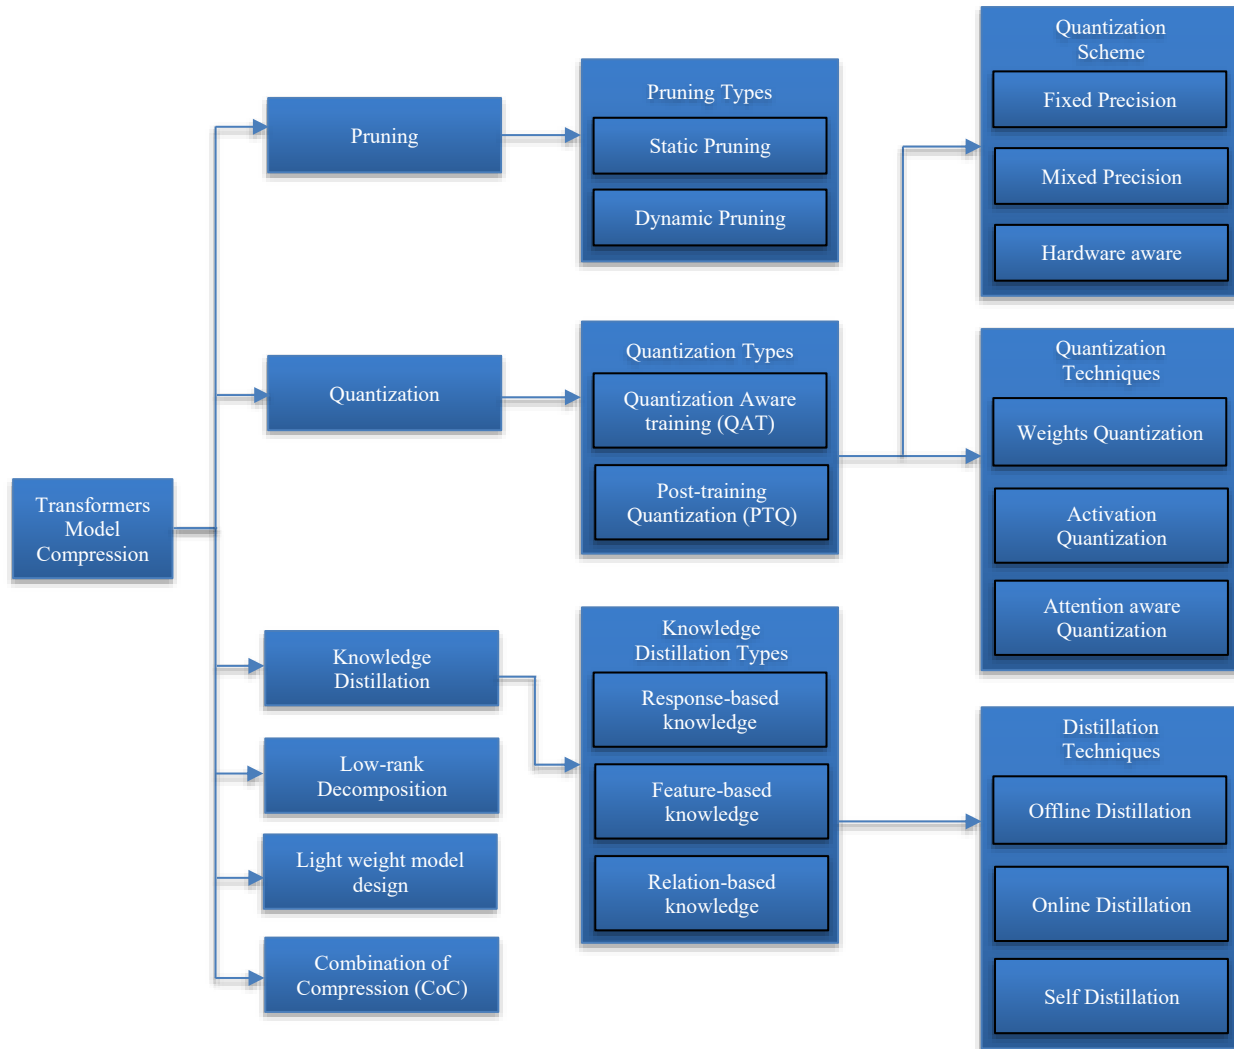 Transformers
Model
Compression
Pruning
Quantization
Knowledge
Distillation
Low-rank
Decomposition
Light weight model
design
Combination of
Compression (CoC)
Pruning Types
Static Pruning
Dynamic Pruning
Quantization Types
Quantization Aware
training (QAT)
Post-training
Quantization (PTQ)
Knowledge
Distillation Types
Response-based
knowledge
Feature-based
knowledge
Relation-based
knowledge
Quantization
Scheme
Fixed Precision
Mixed Precision
Hardware aware
Quantization
Techniques
Weights Quantization
Activation
Quantization
Attention aware
Quantization
Distillation
Techniques
Offline Distillation
Online Distillation
Self Distillation